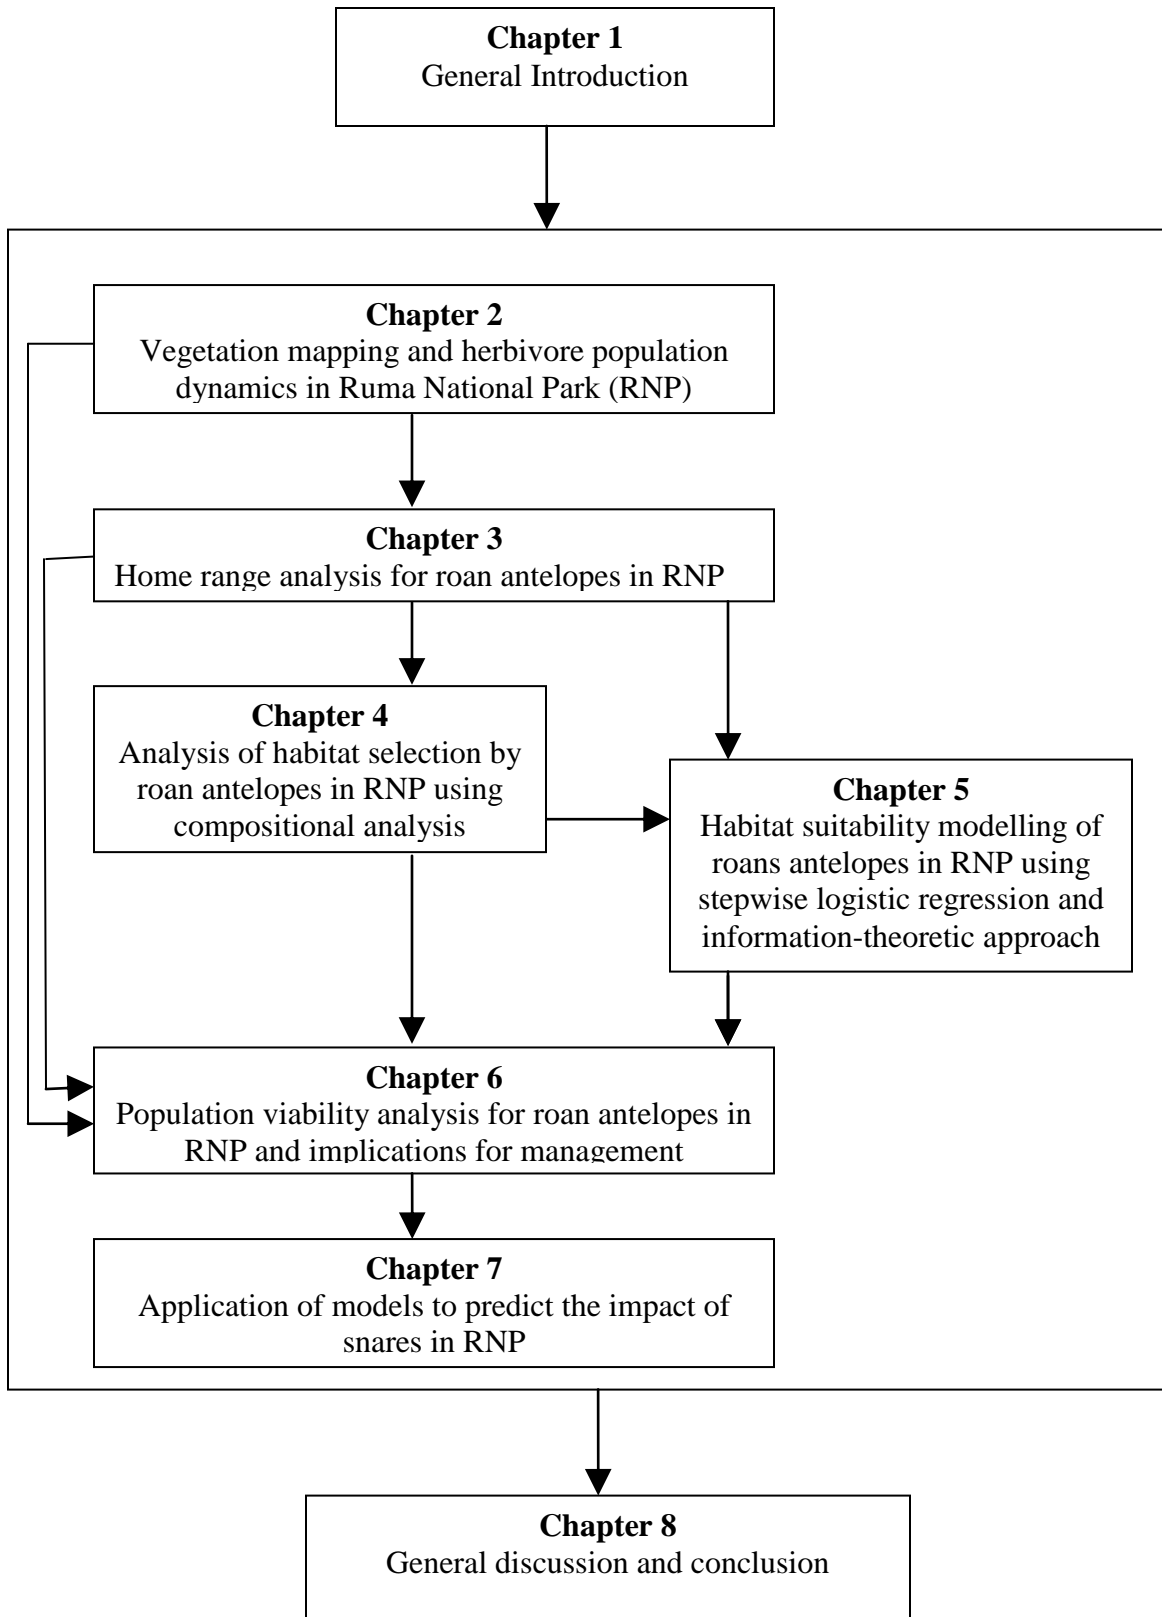 Chapter 1
General Introduction
Chapter 2
Vegetation mapping and herbivore population
dynamics in Ruma National Park (RNP)
Chapter 3
Home range analysis for roan antelopes in RNP
Chapter 4
Analysis of habitat selection by
roan antelopes in RNP using
compositional analysis
Chapter 5
Habitat suitability modelling of
roans antelopes in RNP using
stepwise logistic regression and
information-theoretic approach
Chapter 6
Population viability analysis for roan antelopes in
RNP and implications for management
Chapter 7
Application of models to predict the impact of
snares in RNP
Chapter 8
General discussion and conclusion